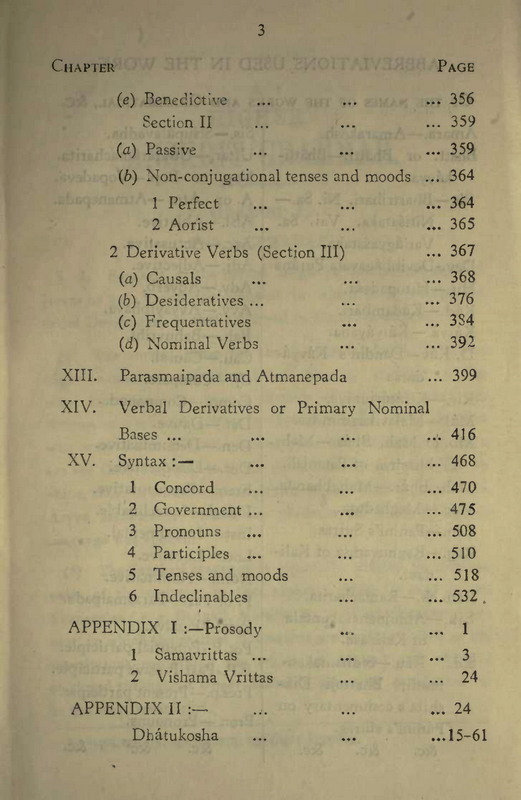 3
CHAPTER PAGE
(e) Benedictive ... ... ... 356
Section II ... ... ... 359
(a) Passive ... ... ... 359
(b) Non-conjugational tenses and moods ... 364
1 Perfect ... ... ... 364
2 Aorist ... ... ... 365
2 Derivative Verbs (Section III) ... 367
(a) Causals ... ... ... 368
(b) Desideratives ... ... ... 376
(c) Frequentatives ... ... 384
(d) Nominal Verbs ... ... 392
XIII. Parasmaipada and Atmanepada ... 399
XIV. Verbal Derivatives or Primary Nominal
Bases ... ... ... ... 416
XV. Syntax :— ... ... ... 468
1 Concord ... ... ... 470
2 Government ... ... ... 475
3 Pronouns ... ... ... 508
4 Participles ... ... ... 510
5 Tenses and moods ... ... 518
6 Indeclinables ... ... 532
APPENDIX I :—Prosody ... ... 1
1 Samavrittas ... ... ... 3
2 Vishama Vrittas ... ... 24
APPENDIX II :— ... ... ... 24
Dhátukosha ... ... ...15-61